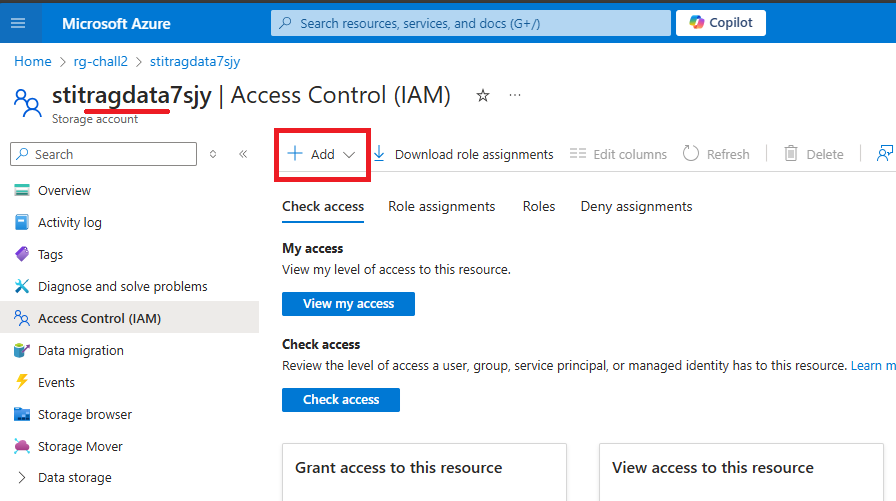 Microsoft Azure
Search resources, services, and docs (G+/)
Copilot
Home > rg-chall2 > stitragdata7sjy
stitragdata7sjy | Access Control (IAM)
Storage account
Search
Add
Download role assignments
Edit columns
Refresh
Delete
Overview
Activity log
Tags
Diagnose and solve problems
Access Control (IAM)
Data migration
Events
Storage browser
Storage Mover
Data storage
Check access
Role assignments
Roles
Deny assignments
My access
View my level of access to this resource.
View my access
Check access
Review the level of access a user, group, service principal, or managed identity has to this resource. Learn m
Check access
Grant access to this resource
View access to this resource